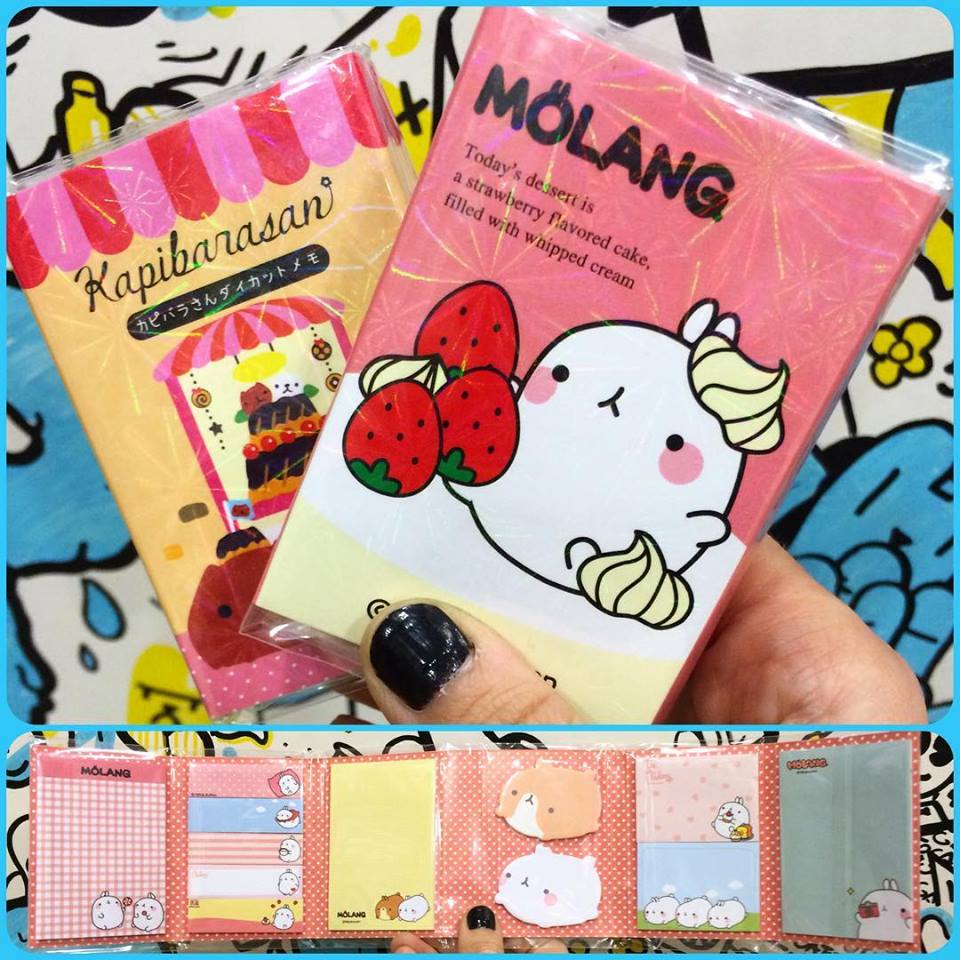 Kapibarasan
カピバラさんダイカットメモ
MÖLANG
Today's dessert is
a strawberry flavored cake,
filled with whipped cream
MÖLANG
MÖLANG
MÖLANG